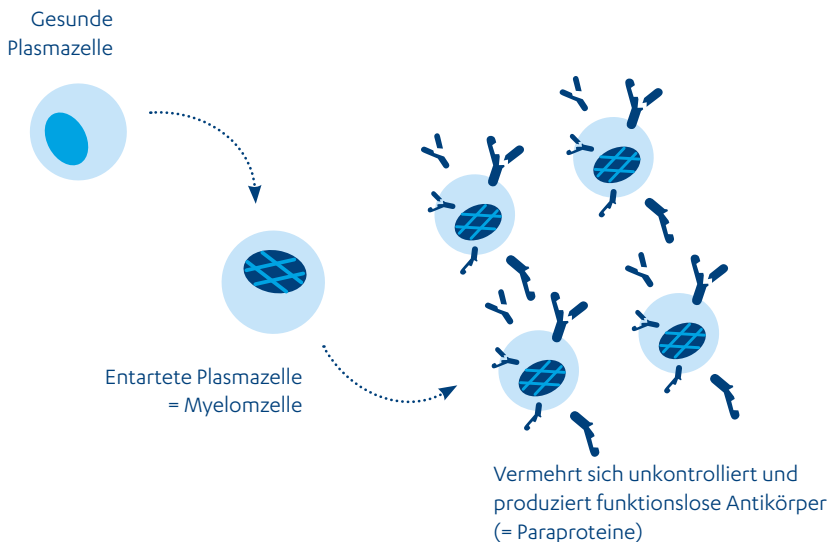 Gesunde
Plasmazelle
Entartete Plasmazelle
= Myelomzelle
Vermehrt sich unkontrolliert und
produziert funktionslose Antikörper
(= Paraproteine)